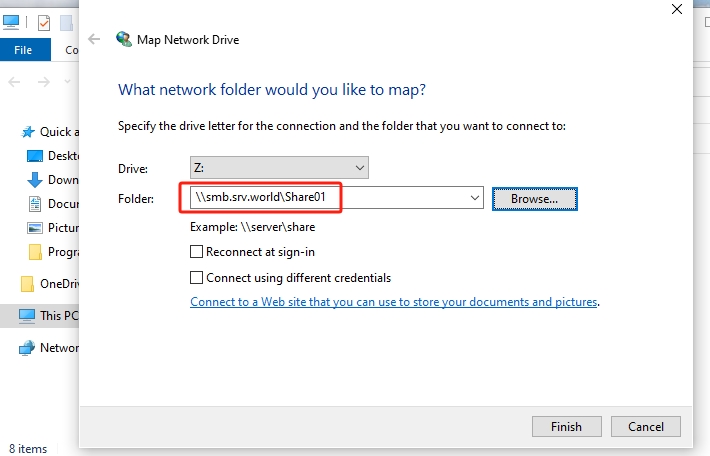 Map Network Drive
File
Co
What network folder would you like to map?
Specify the drive letter for the connection and the folder that you want to connect to:
Quick a
Deskto
Down
Docu
Pictur
Progra
OneDriv
This PC
Networ
Drive:
Z:
Folder:
\\smb.srv.world\Share01
Browse...
Example: \\server\share
Reconnect at sign-in
Connect using different credentials
Connect to a Web site that you can use to store your documents and pictures.
Finish
Cancel
8 items